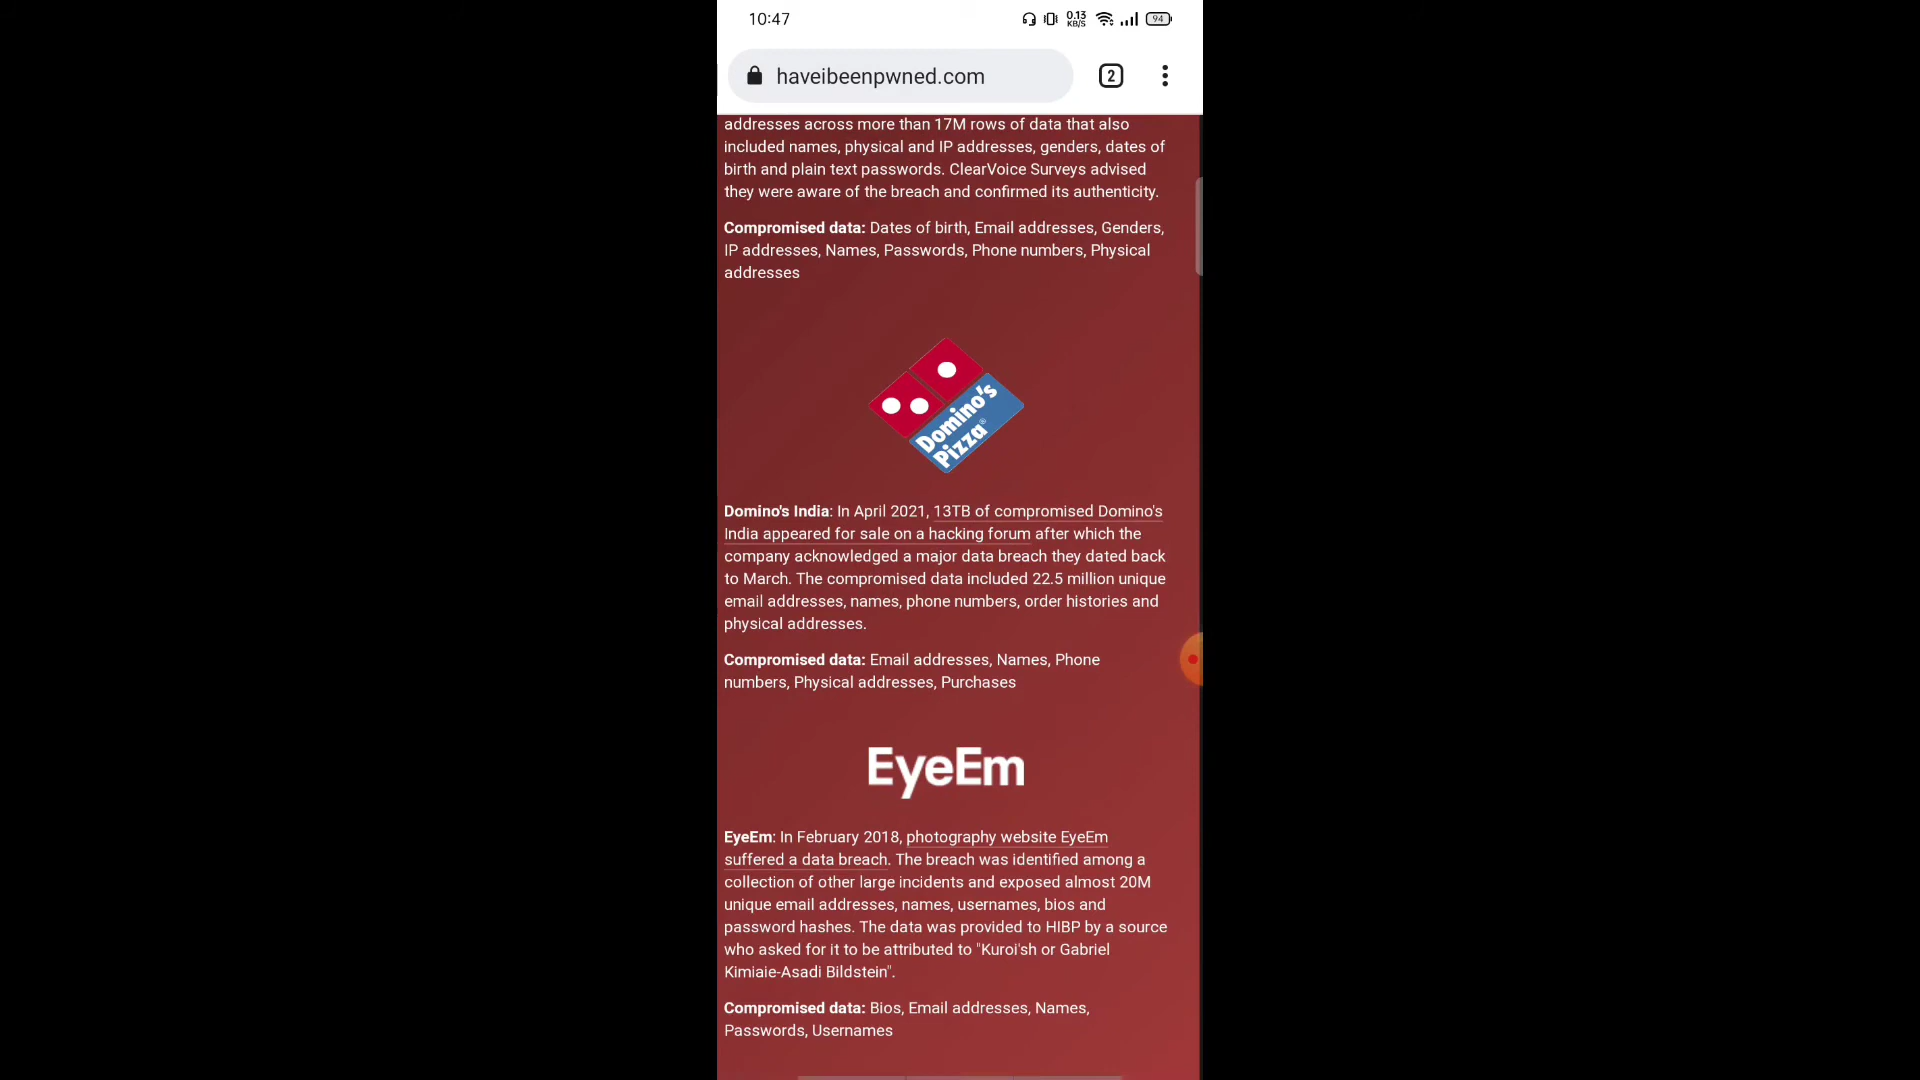 10:47
0.13
KB/S
94
haveibeenpwned.com
2
addresses across more than 17M rows of data that also
included names, physical and IP addresses, genders, dates of
birth and plain text passwords. ClearVoice Surveys advised
they were aware of the breach and confirmed its authenticity.
Compromised data: Dates of birth, Email addresses, Genders,
IP addresses, Names, Passwords, Phone numbers, Physical
addresses
Domino's
Pizza®
Domino's India: In April 2021, 13TB of compromised Domino's
India appeared for sale on a hacking forum after which the
company acknowledged a major data breach they dated back
to March. The compromised data included 22.5 million unique
email addresses, names, phone numbers, order histories and
physical addresses.
Compromised data: Email addresses, Names, Phone
numbers, Physical addresses, Purchases
EyeEm
EyeEm: In February 2018, photography website EyeEm
suffered a data breach. The breach was identified among a
collection of other large incidents and exposed almost 20M
unique email addresses, names, usernames, bios and
password hashes. The data was provided to HIBP by a source
who asked for it to be attributed to "Kuroi'sh or Gabriel
Kimiaie-Asadi Bildstein".
Compromised data: Bios, Email addresses, Names,
Passwords, Usernames